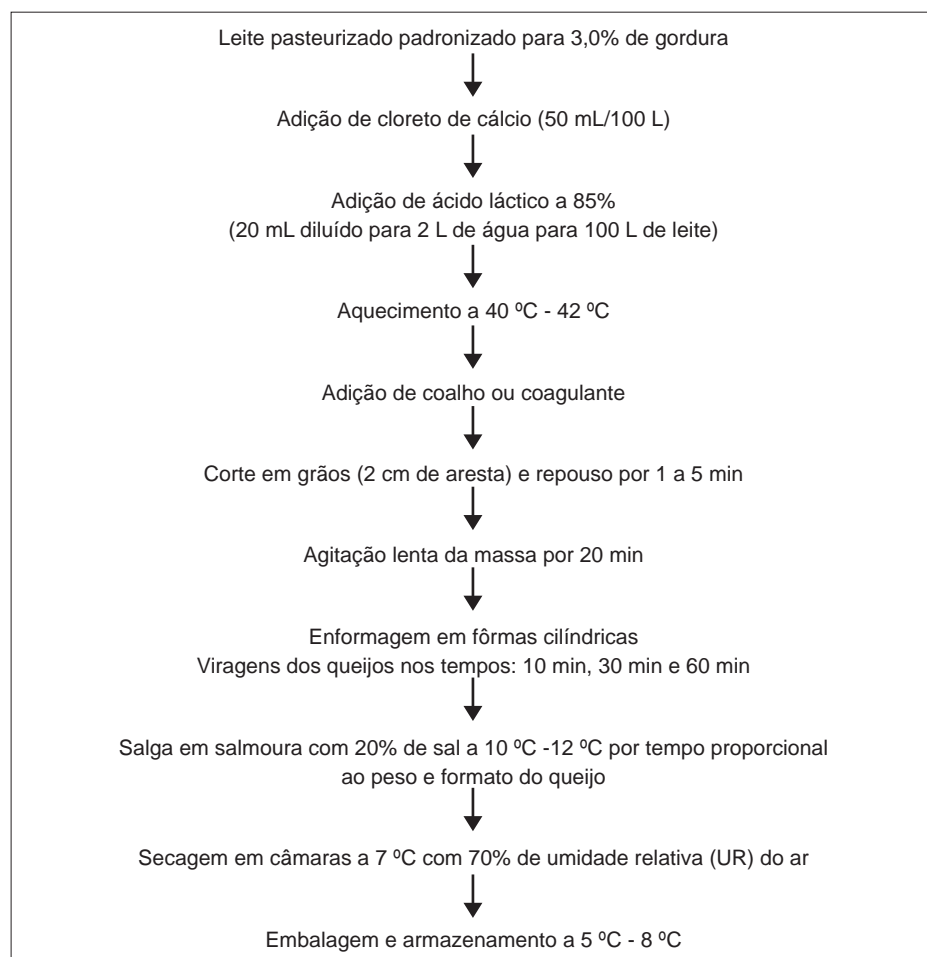 Leite pasteurizado padronizado para 3,0% de gordura
Adição de cloreto de cálcio (50 mL/100 L)
Adição de ácido láctico a 85%
(20 mL diluído para 2 L de água para 100 L de leite)
Aquecimento a 40 ºC - 42 ºC
Adição de coalho ou coagulante
Corte em grãos (2 cm de aresta) e repouso por 1 a 5 min
Agitação lenta da massa por 20 min
Enformagem em fôrmas cilíndricas
Viragens dos queijos nos tempos: 10 min, 30 min e 60 min
Salga em salmoura com 20% de sal a 10 ºC -12 ºC por tempo proporcional
ao peso e formato do queijo
Secagem em câmaras a 7 ºC com 70% de umidade relativa (UR) do ar
Embalagem e armazenamento a 5 ºC - 8 ºC